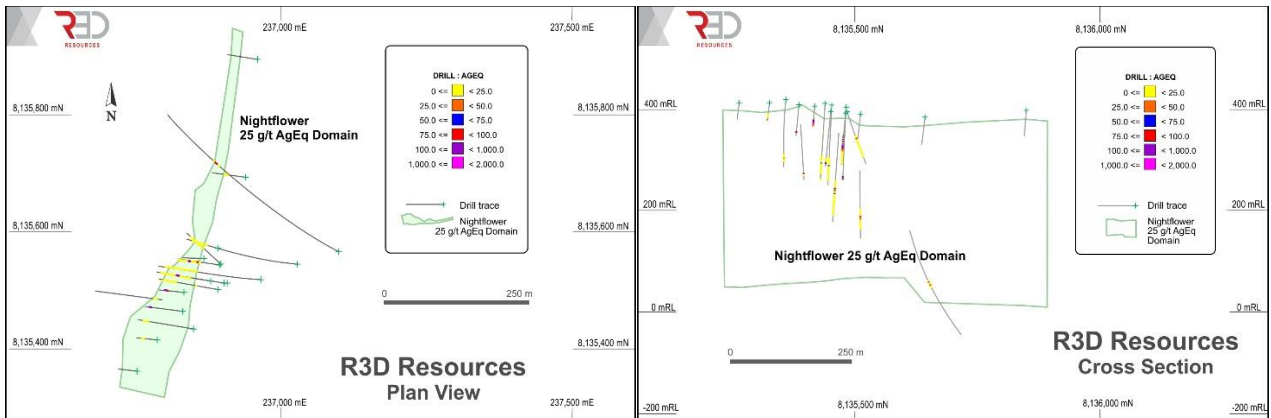 R3D
RESOURCES
237,000 mE
237,500 mE
8,135,800 mN
8,135,800 mN
N
Nightflower
25 g/t AgEq Domain
DRILL : AGEQ
0 <= < 25.0
25.0 <= < 50.0
50.0 <= < 75.0
75.0 <= < 100.0
100.0 <= < 1,000.0
1,000.0 <= < 2,000.0
Drill trace
Nightflower
25 g/t AgEq Domain
8,135,600 mN
8,135,600 mN
0 250 m
8,135,400 mN
8,135,400 mN
R3D Resources
Plan View
237,000 mE
237,500 mE
R3D
RESOURCES
8,135,500 mN
8,136,000 mN
400 mRL
400 mRL
DRILL : AGEQ
0 <= < 25.0
25.0 <= < 50.0
50.0 <= < 75.0
75.0 <= < 100.0
100.0 <= < 1,000.0
1,000.0 <= < 2,000.0
Drill trace
Nightflower
25 g/t AgEq
Domain
200 mRL
200 mRL
Nightflower 25 g/t AgEq Domain
0 mRL
0 mRL
0 250 m
R3D Resources
Cross Section
-200 mRL
-200 mRL
8,135,500 mN
8,136,000 mN